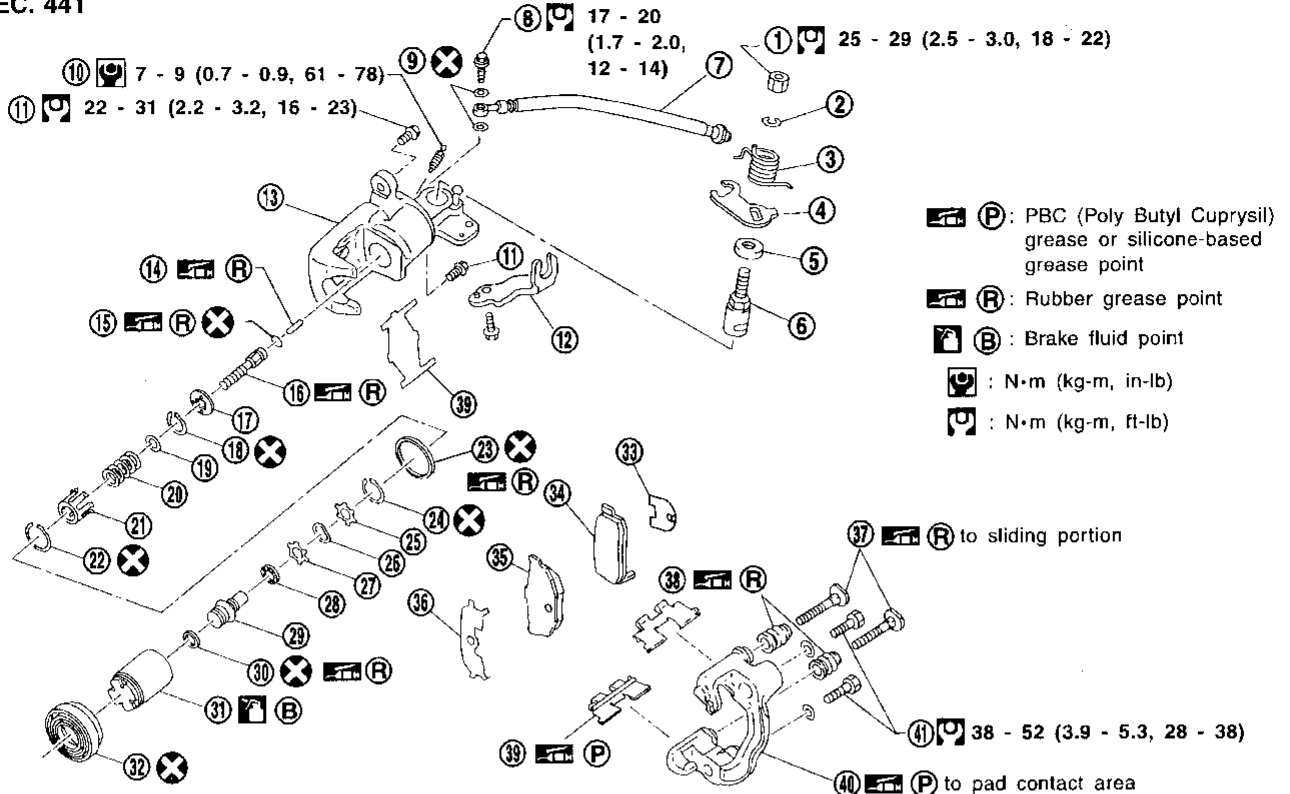 EC. 441
8 17 - 20
(1.7 - 2.0,
12 - 14)
1 25 - 29 (2.5 - 3.0, 18 - 22)
10 7 - 9 (0.7 - 0.9, 61 - 78)
9
7
11 22 - 31 (2.2 - 3.2, 16 - 23)
2
3
13
4
P : PBC (Poly Butyl Cuprysil)
grease or silicone-based
grease point
R : Rubber grease point
B : Brake fluid point
: N•m (kg-m, in-lb)
: N•m (kg-m, ft-lb)
5
11
14 R
6
15 R
12
16 R
39
17
18
19
20
21
22
23
R
24
25
26
27
28
29
30 R
31 B
32
33
34
35
36
37 R to sliding portion
38 R
39 P
41 38 - 52 (3.9 - 5.3, 28 - 38)
40 P to pad contact area